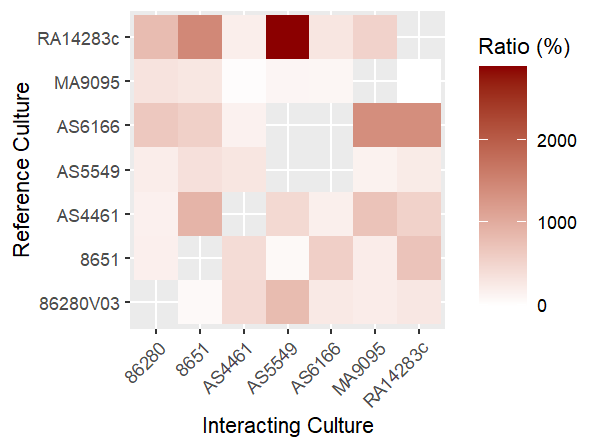 Reference Culture
RA14283c
MA9095
AS6166
AS5549
AS4461
8651
86280V03
86280
8651
AS4461
AS5549
AS6166
MA9095
RA14283c
Interacting Culture
Ratio (%)
2000
1000
0